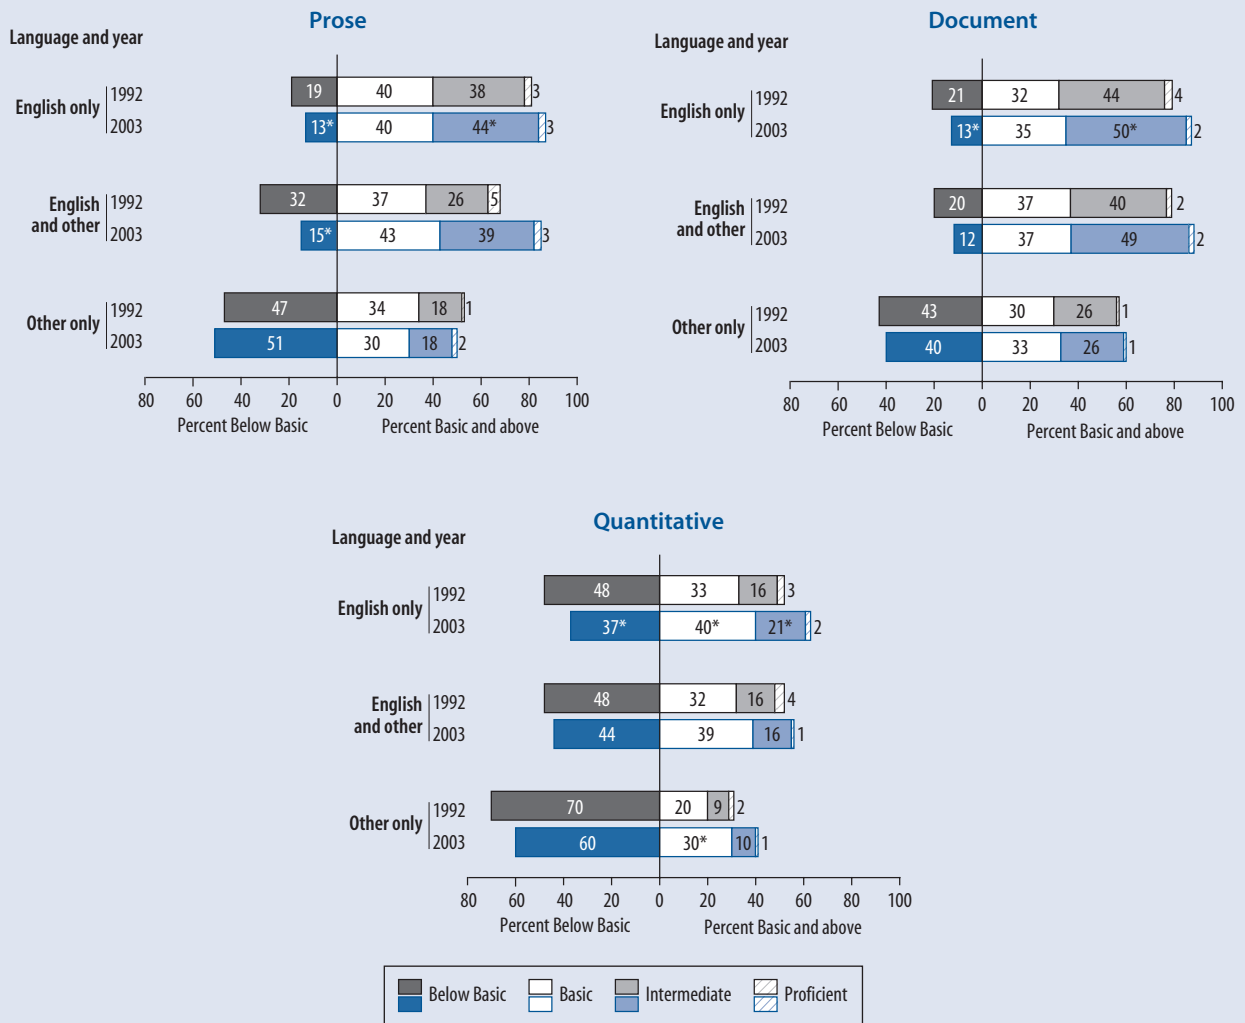 Prose
Language and year
English only
1992
19 40 38 3
2003
13* 40 44* 3
English
and other
1992
32 37 26 5
2003
15* 43 39 3
Other only
1992
47 34 18 1
2003
51 30 18 2
80 60 40 20 0 20 40 60 80 100
Percent Below Basic Percent Basic and above
Document
Language and year
English only
1992
21 32 44 4
2003
13* 35 50* 2
English
and other
1992
20 37 40 2
2003
12 37 49 2
Other only
1992
43 30 26 1
2003
40 33 26 1
80 60 40 20 0 20 40 60 80 100
Percent Below Basic Percent Basic and above
Quantitative
Language and year
English only
1992
48 33 16 3
2003
37* 40* 21* 2
English
and other
1992
48 32 16 4
2003
44 39 16 1
Other only
1992
70 20 9 2
2003
60 30* 10 1
80 60 40 20 0 20 40 60 80 100
Percent Below Basic Percent Basic and above
Below Basic Basic Intermediate Proficient